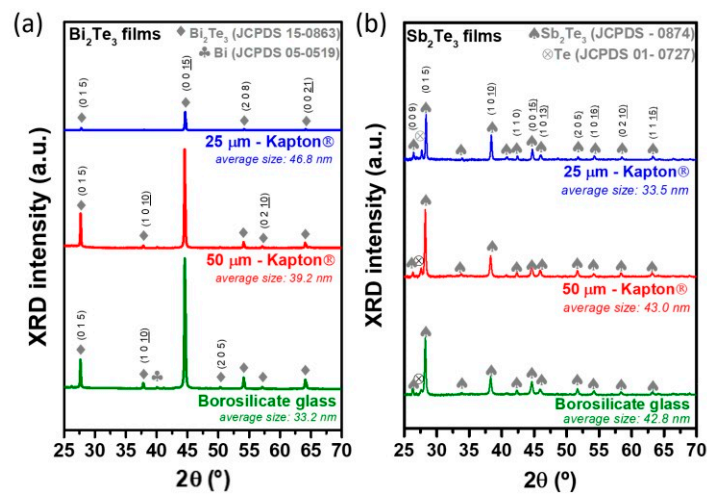 (a)
Bi₂Te₃ films
♦ Bi₂Te₃ (JCPDS 15-0863)
♣ Bi (JCPDS 05-0519)
(0 1 5)
(0 0 15)
(2 0 8)
(0 0 21)
25 μm - Kapton®
average size: 46.8 nm
(0 1 5)
(1 0 10)
(0 2 10)
50 μm - Kapton®
average size: 39.2 nm
(0 1 5)
(1 0 10)
(2 0 5)
Borosilicate glass
average size: 33.2 nm
XRD intensity (a.u.)
25 30 35 40 45 50 55 60 65 70
2θ (º)
(b)
Sb₂Te₃ films
♠ Sb₂Te₃ (JCPDS - 0874)
⊗ Te (JCPDS 01- 0727)
(0 0 9)
(0 1 5)
(1 0 10)
(1 1 0)
(0 0 15)
(1 0 13)
(2 0 5)
(1 0 16)
(0 2 10)
(1 1 15)
25 μm - Kapton®
average size: 33.5 nm
50 μm - Kapton®
average size: 43.0 nm
Borosilicate glass
average size: 42.8 nm
XRD intensity (a.u.)
25 30 35 40 45 50 55 60 65 70
2θ (º)